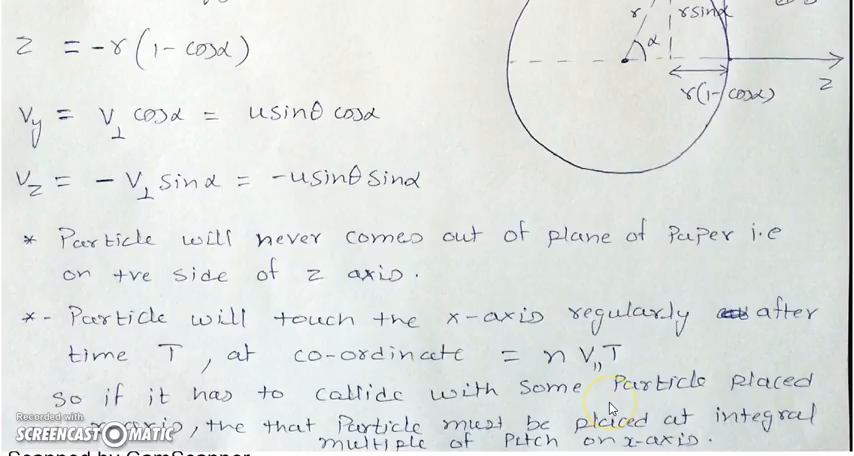 r
r sinα
z = -r(1 - cosα)
α
r(1 - cosα)
z
Vy = V⊥ cosα = usinθ cosα
Vz = - V⊥ sinα = -usinθ sinα
* Particle will never comes out of plane of Paper i.e
on +ve side of z axis.
* - Particle will touch the x-axis regularly after
time T, at co-ordinate = n V,, T
So if it has to collide with some Particle placed
x-axis, the that Particle must be placed at integral
multiple of Pitch on x-axis.
Recorded with
SCREENCAST MATIC